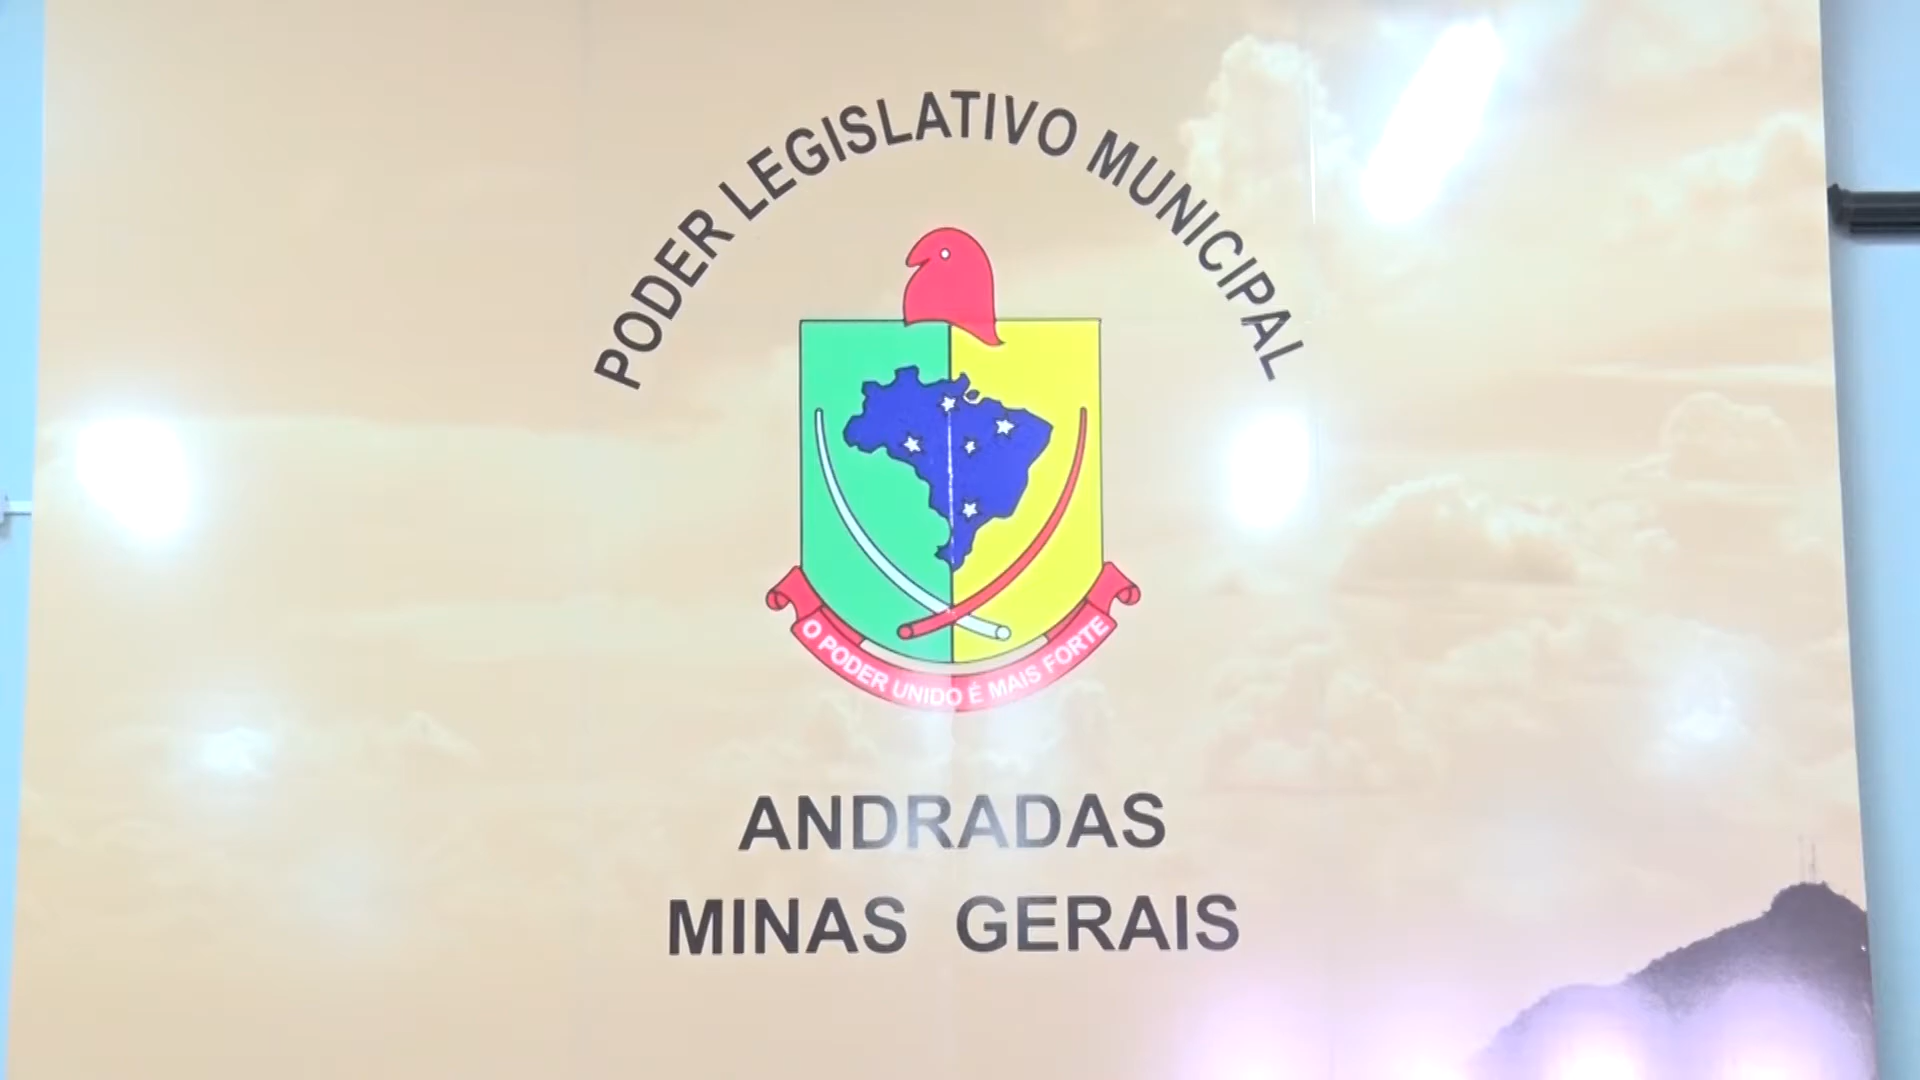 PODER LEGISLATIVO MUNICIPAL
O PODER UNIDO É MAIS FORTE
ANDRADAS
MINAS GERAIS